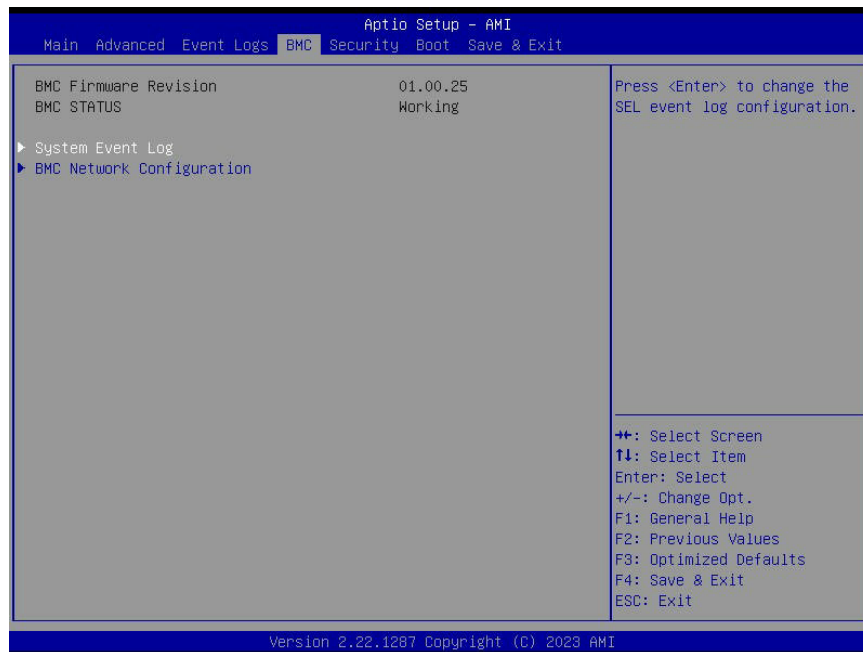 Aptio Setup - AMI
Main Advanced Event Logs BMC Security Boot Save & Exit
BMC Firmware Revision 01.00.25
BMC STATUS Working
System Event Log
BMC Network Configuration
Press <Enter> to change the
SEL event log configuration.
→←: Select Screen
↑↓: Select Item
Enter: Select
+/-: Change Opt.
F1: General Help
F2: Previous Values
F3: Optimized Defaults
F4: Save & Exit
ESC: Exit
Version 2.22.1287 Copyright (C) 2023 AMI